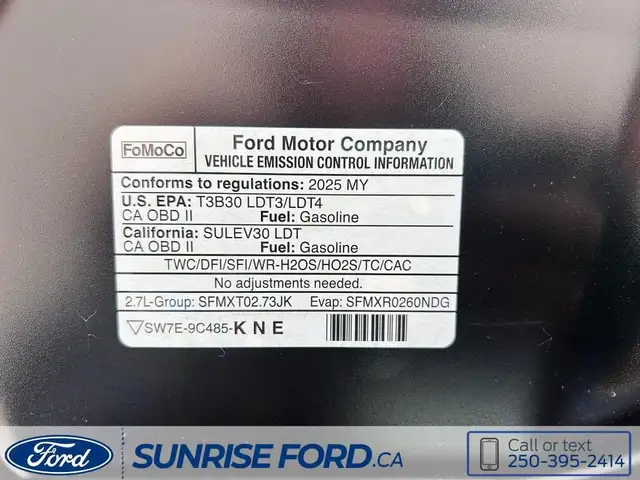 FoMoCo
Ford Motor Company
VEHICLE EMISSION CONTROL INFORMATION
Conforms to regulations: 2025 MY
U.S. EPA: T3B30 LDT3/LDT4
CA OBD II Fuel: Gasoline
California: SULEV30 LDT
CA OBD II Fuel: Gasoline
TWC/DFI/SFI/WR-H2OS/HO2S/TC/CAC
No adjustments needed.
2.7L-Group: SFMXT02.73JK Evap: SFMXR0260NDG
SW7E-9C485-KNE
Ford
SUNRISE FORD.CA
Call or text
250-395-2414